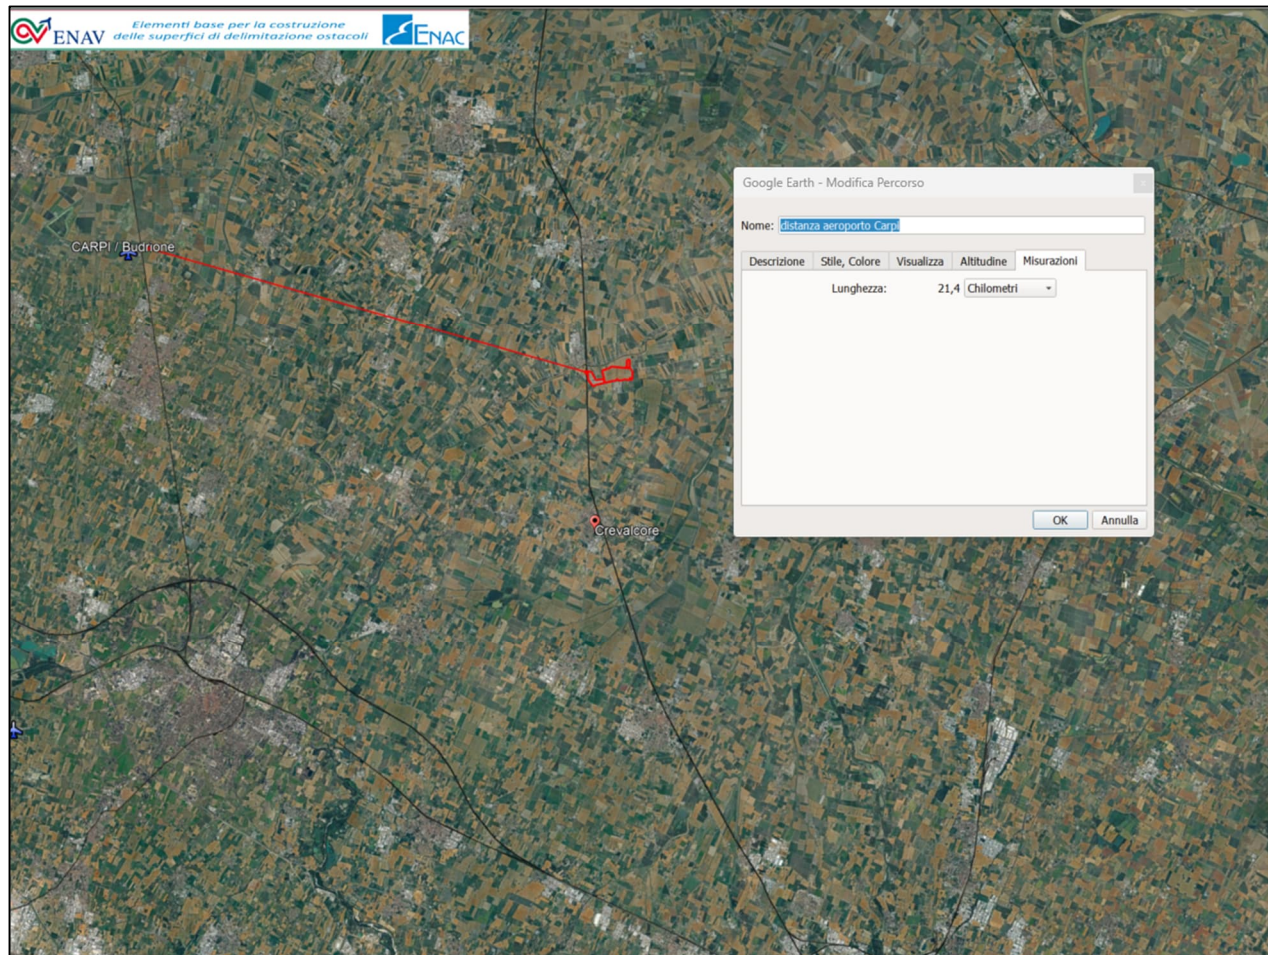 ENAV
Elementi base per la costruzione
delle superfici di delimitazione ostacoli
ENAC
Google Earth - Modifica Percorso
x
Nome: distanza aeroporto Carpi
Descrizione Stile, Colore Visualizza Altitudine Misurazioni
Lunghezza: 21,4 Chilometri
OK Annulla
CARPI / Budrione
Crevalcore